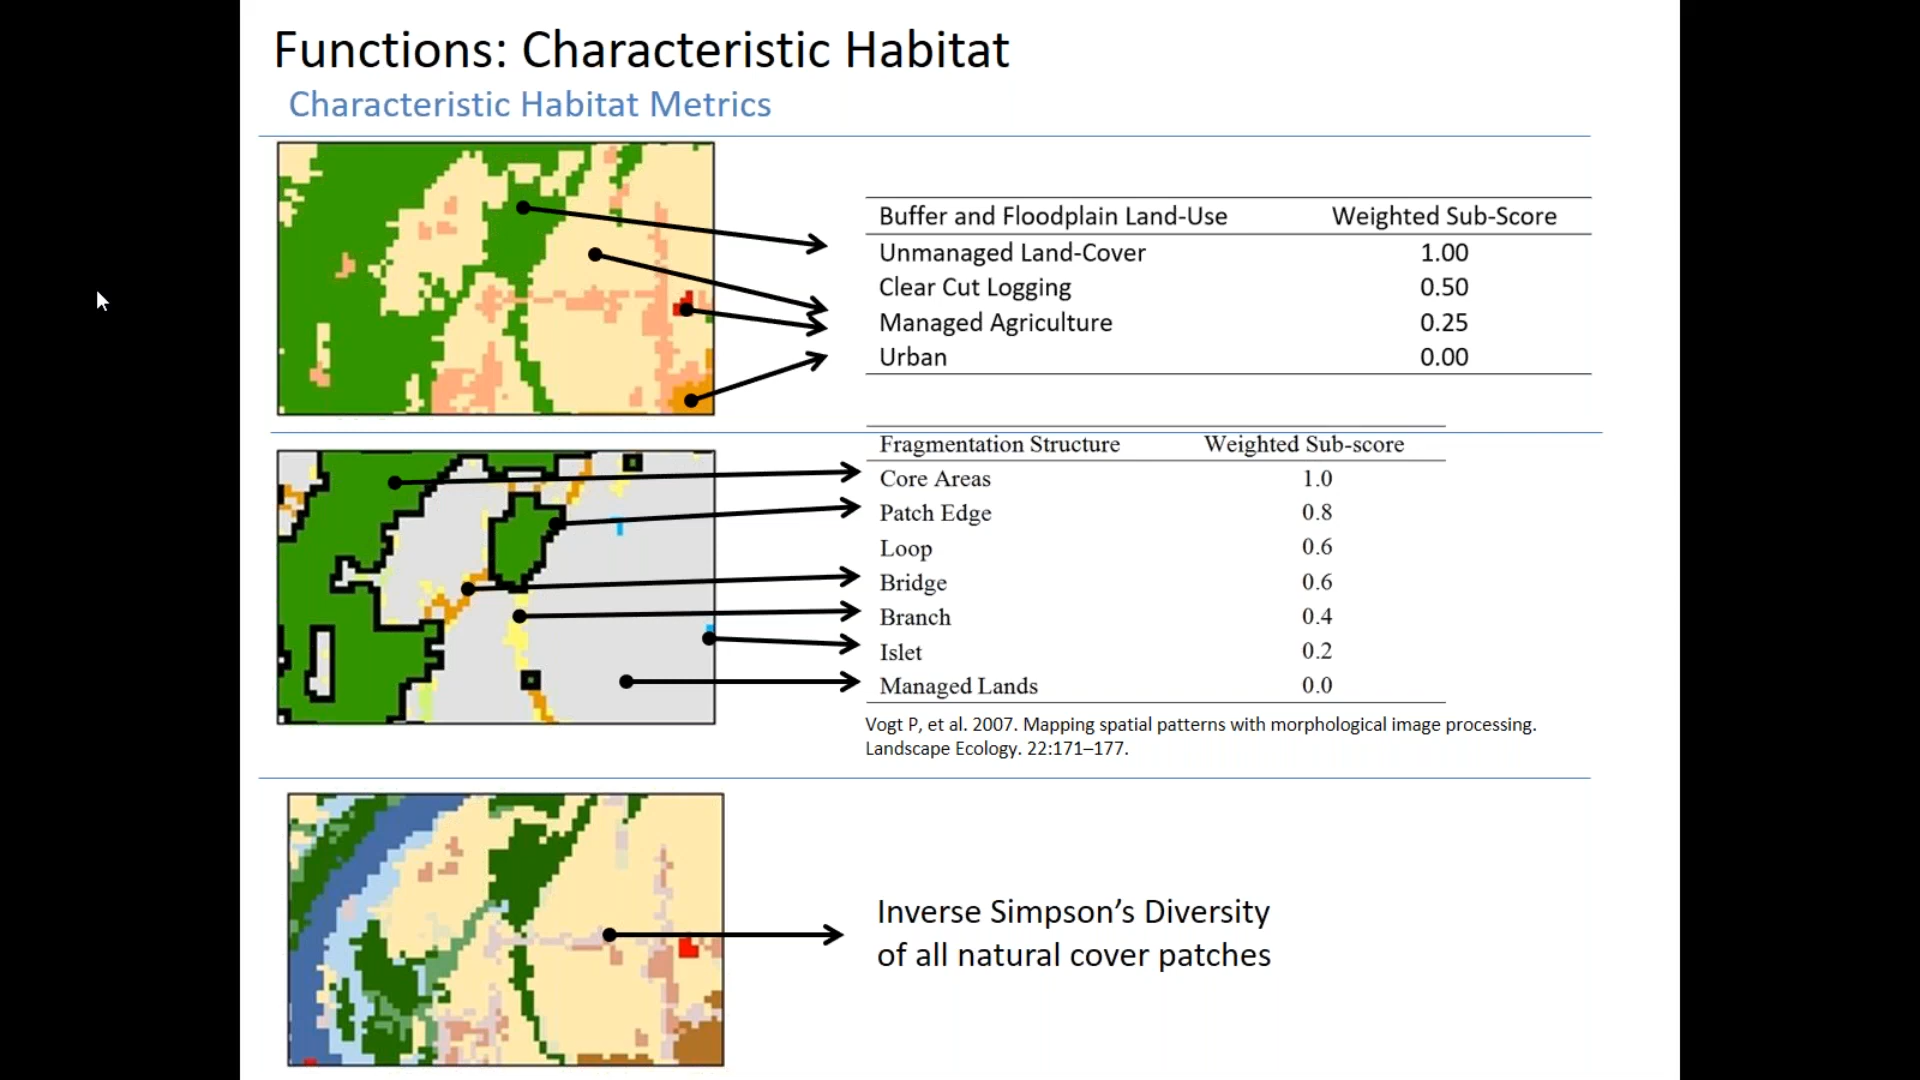 Functions: Characteristic Habitat
Characteristic Habitat Metrics
Buffer and Floodplain Land-Use Weighted Sub-Score
Unmanaged Land-Cover 1.00
Clear Cut Logging 0.50
Managed Agriculture 0.25
Urban 0.00
Fragmentation Structure Weighted Sub-score
Core Areas 1.0
Patch Edge 0.8
Loop 0.6
Bridge 0.6
Branch 0.4
Islet 0.2
Managed Lands 0.0
Vogt P, et al. 2007. Mapping spatial patterns with morphological image processing.
Landscape Ecology. 22:171–177.
Inverse Simpson’s Diversity
of all natural cover patches